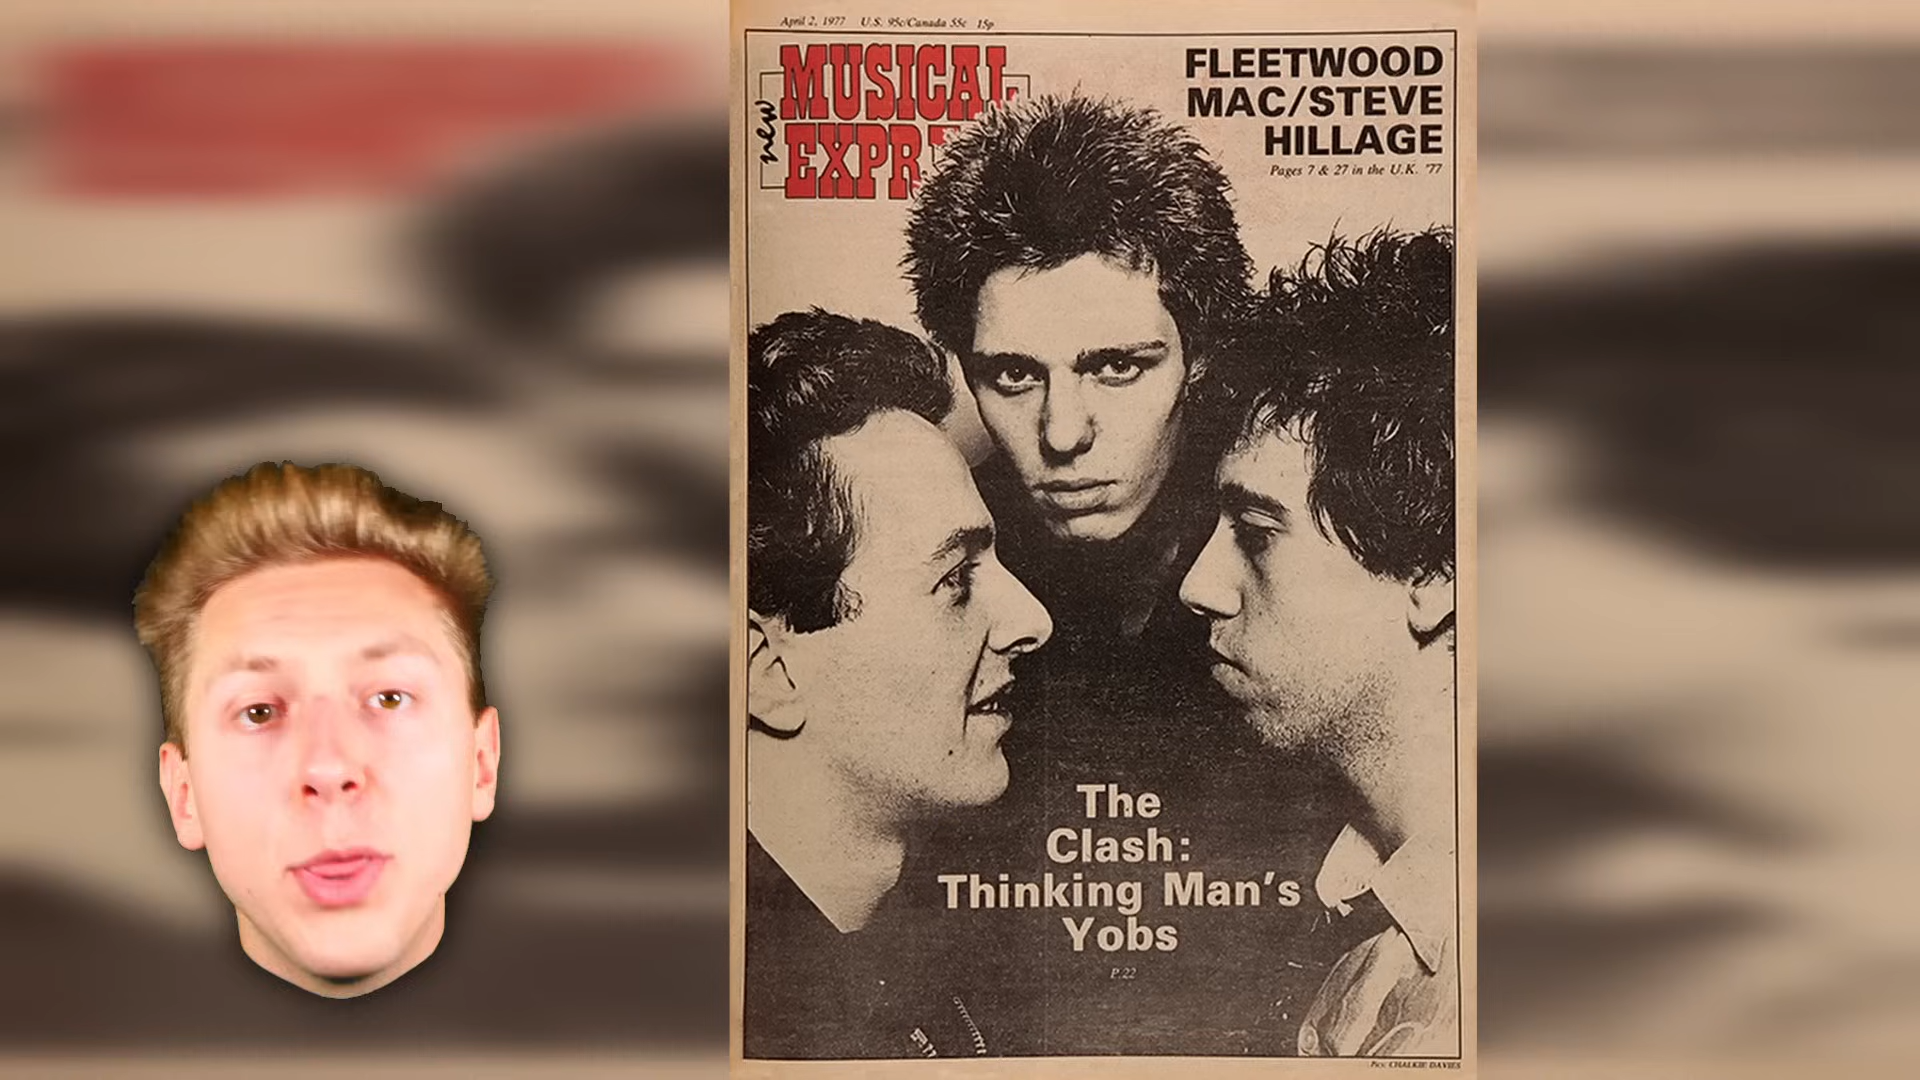 April 2, 1977 U.S. 95c/Canada 55c 15p
new
MUSICAL
EXPR
FLEETWOOD
MAC/STEVE
HILLAGE
Pages 7 & 27 in the U.K. '77
The
Clash:
Thinking Man's
Yobs
P.22
Pics: CHALKIE DAVIES